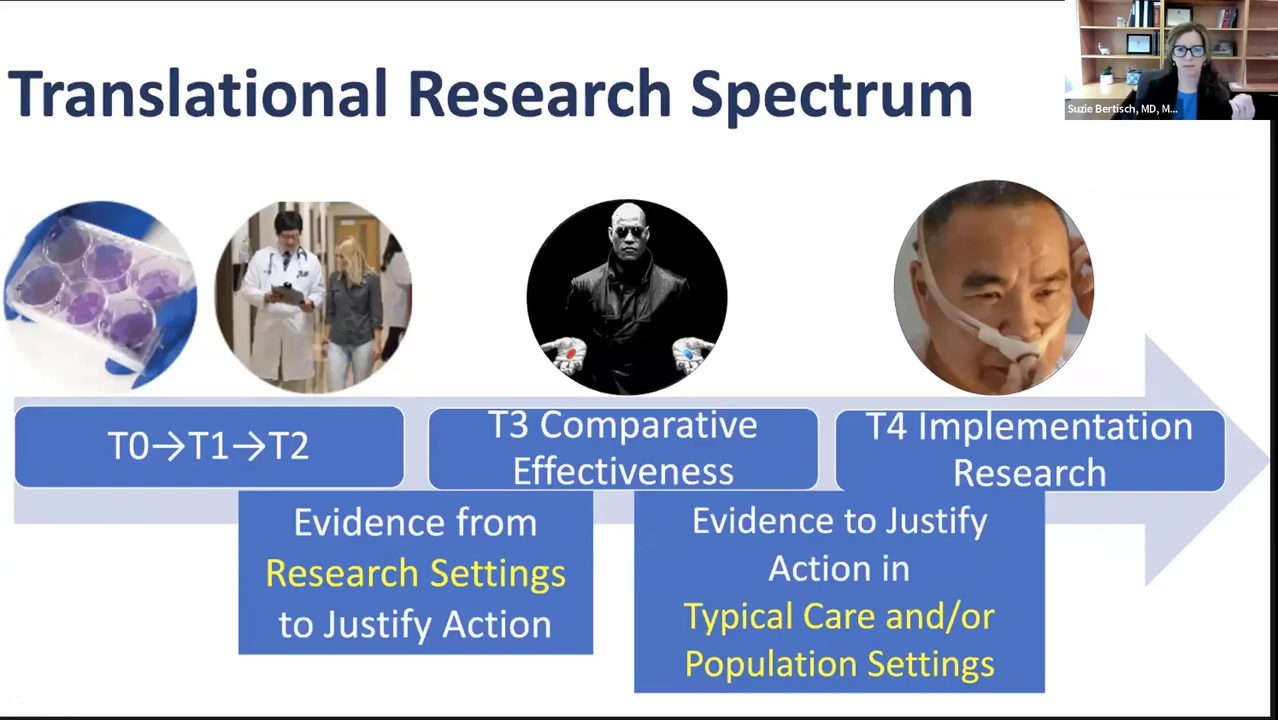 Translational Research Spectrum
Suzie Bertisch, MD, M...
T0→T1→T2
T3 Comparative
Effectiveness
T4 Implementation
Research
Evidence from
Research Settings
to Justify Action
Evidence to Justify
Action in
Typical Care and/or
Population Settings